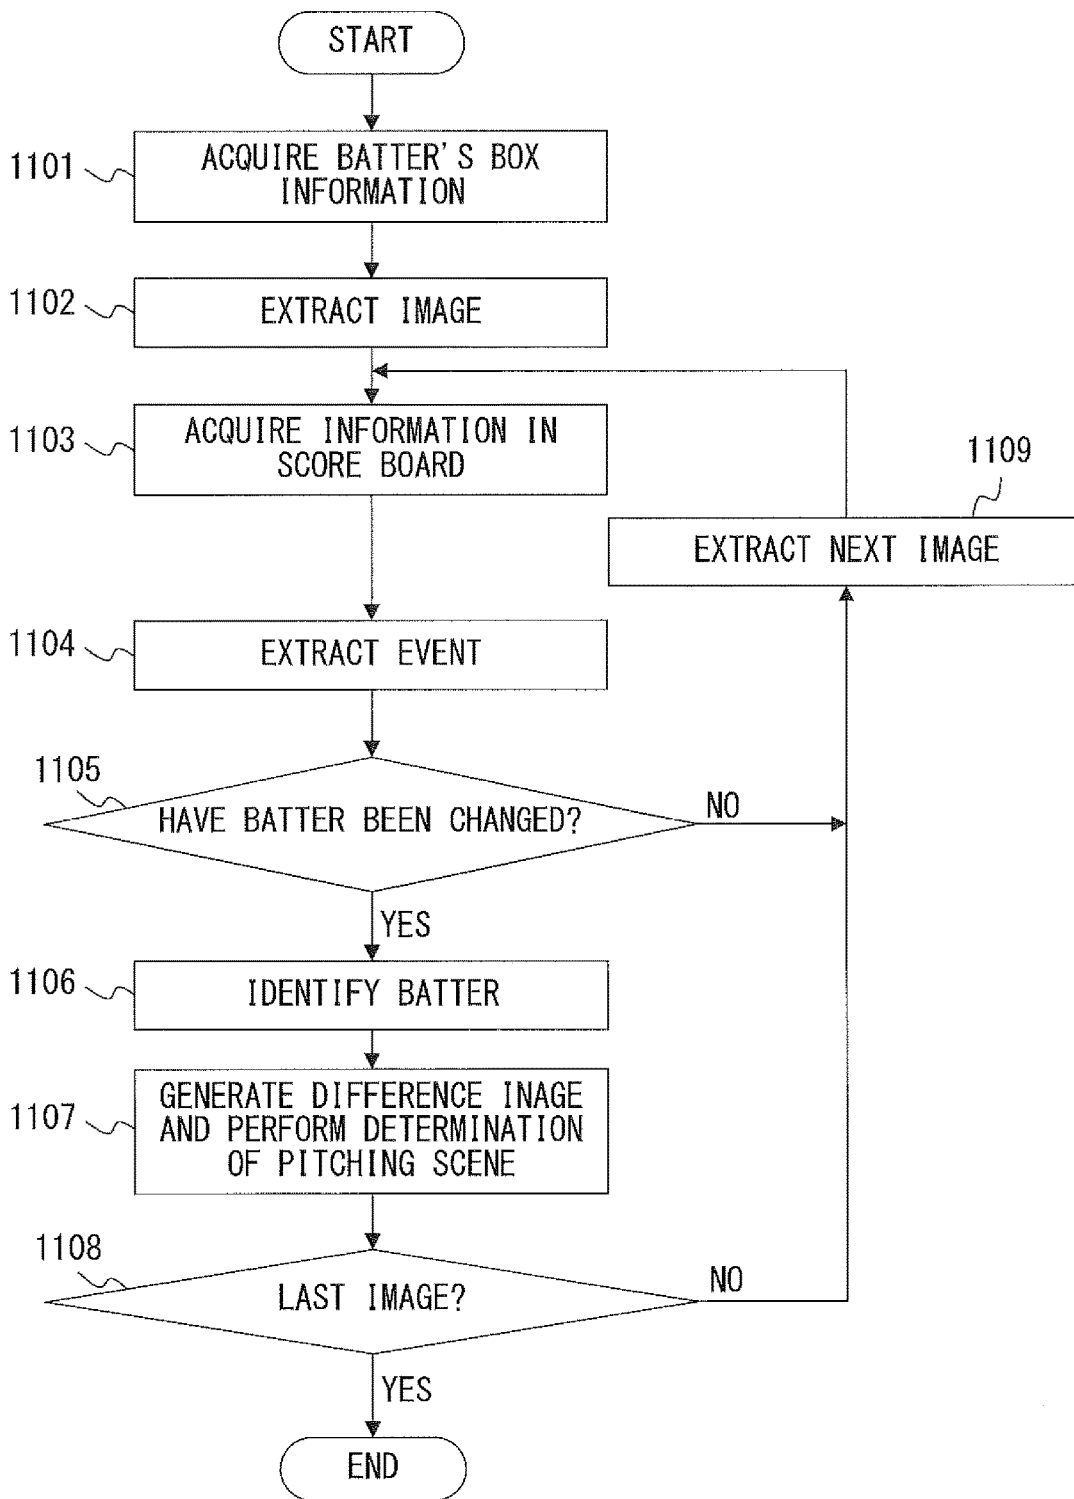 START
1101
ACQUIRE BATTER'S BOX
INFORMATION
1102
EXTRACT IMAGE
1103
ACQUIRE INFORMATION IN
SCORE BOARD
1109
EXTRACT NEXT IMAGE
1104
EXTRACT EVENT
1105
HAVE BATTER BEEN CHANGED?
NO
YES
1106
IDENTIFY BATTER
1107
GENERATE DIFFERENCE INAGE
AND PERFORM DETERMINATION
OF PITCHING SCENE
1108
LAST IMAGE?
NO
YES
END